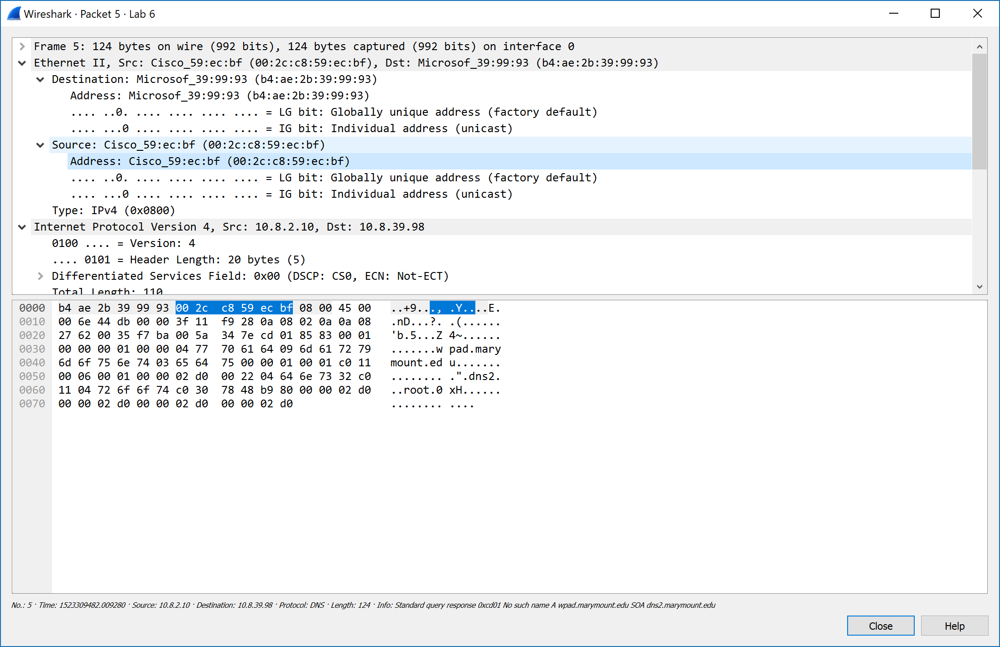 Wireshark · Packet 5 · Lab 6
Frame 5: 124 bytes on wire (992 bits), 124 bytes captured (992 bits) on interface 0
Ethernet II, Src: Cisco_59:ec:bf (00:2c:c8:59:ec:bf), Dst: Microsof_39:99:93 (b4:ae:2b:39:99:93)
Destination: Microsof_39:99:93 (b4:ae:2b:39:99:93)
Address: Microsof_39:99:93 (b4:ae:2b:39:99:93)
.... ..0. .... .... .... .... = LG bit: Globally unique address (factory default)
.... ...0 .... .... .... .... = IG bit: Individual address (unicast)
Source: Cisco_59:ec:bf (00:2c:c8:59:ec:bf)
Address: Cisco_59:ec:bf (00:2c:c8:59:ec:bf)
.... ..0. .... .... .... .... = LG bit: Globally unique address (factory default)
.... ...0 .... .... .... .... = IG bit: Individual address (unicast)
Type: IPv4 (0x0800)
Internet Protocol Version 4, Src: 10.8.2.10, Dst: 10.8.39.98
0100 .... = Version: 4
.... 0101 = Header Length: 20 bytes (5)
Differentiated Services Field: 0x00 (DSCP: CS0, ECN: Not-ECT)
Total Length: 110
0000 b4 ae 2b 39 99 93 00 2c c8 59 ec bf 08 00 45 00 ..+9..., .Y....E.
0010 00 6e 44 db 00 00 3f 11 f9 28 0a 08 02 0a 0a 08 .nD...?. .(......
0020 27 62 00 35 f7 ba 00 5a 34 7e cd 01 85 83 00 01 'b.5...Z 4~......
0030 00 00 00 01 00 00 04 77 70 61 64 09 6d 61 72 79 .......w pad.mary
0040 6d 6f 75 6e 74 03 65 64 75 00 00 01 00 01 c0 11 mount.ed u.......
0050 00 06 00 01 00 00 02 d0 00 22 04 64 6e 73 32 c0 ........ .".dns2.
0060 11 04 72 6f 6f 74 c0 30 78 48 b9 80 00 00 02 d0 ..root.0 xH......
0070 00 00 02 d0 00 00 02 d0 00 00 02 d0 ........ ....
No.: 5 · Time: 1523309482.009280 · Source: 10.8.2.10 · Destination: 10.8.39.98 · Protocol: DNS · Length: 124 · Info: Standard query response 0xcd01 No such name A wpad.marymount.edu SOA dns2.marymount.edu
Close Help